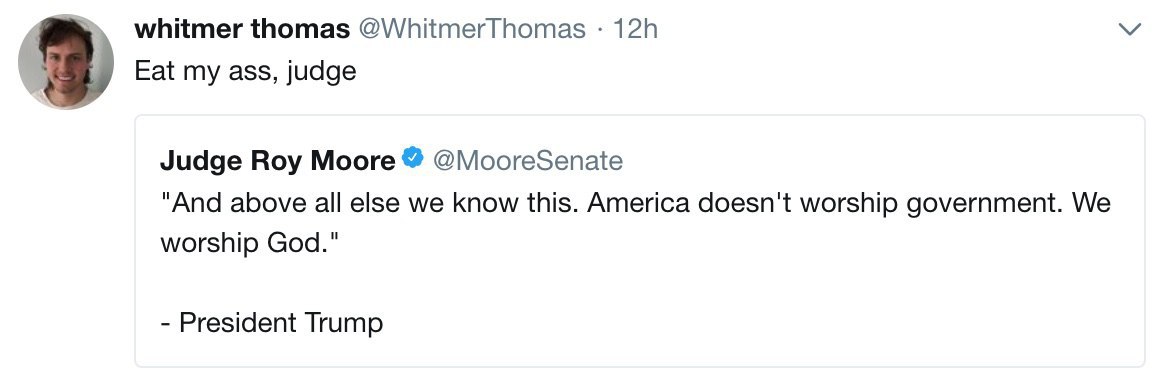 whitmer thomas @WhitmerThomas · 12h
Eat my ass, judge
Judge Roy Moore @MooreSenate
"And above all else we know this. America doesn't worship government. We
worship God."
- President Trump